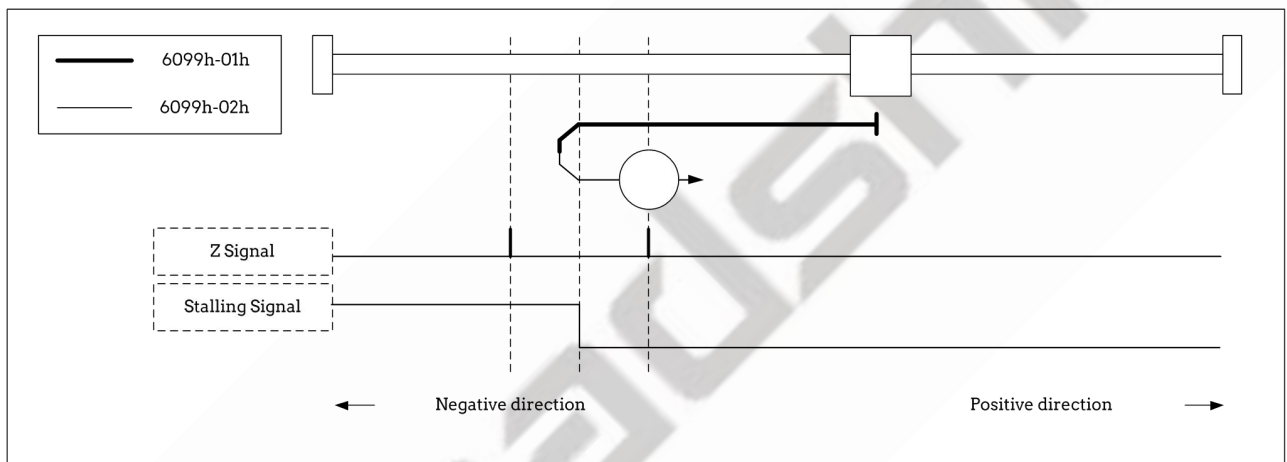 6099h-01h
6099h-02h
Z Signal
Stalling Signal
Negative direction
Positive direction